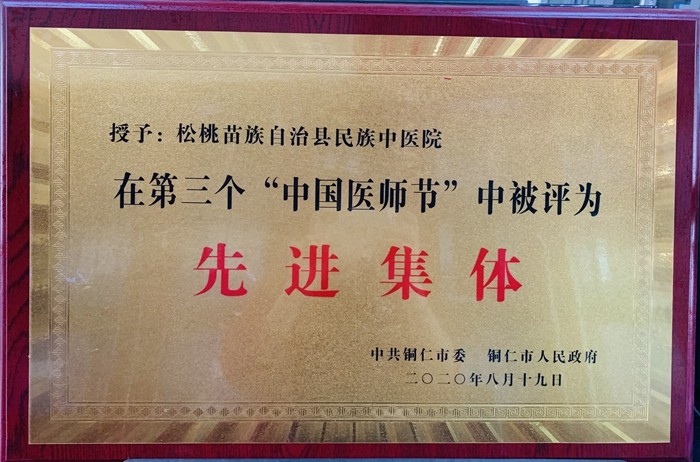 授予：松桃苗族自治县民族中医院
在第三个“中国医师节”中被评为
先进集体
中共铜仁市委 铜仁市人民政府
二〇二〇年八月十九日